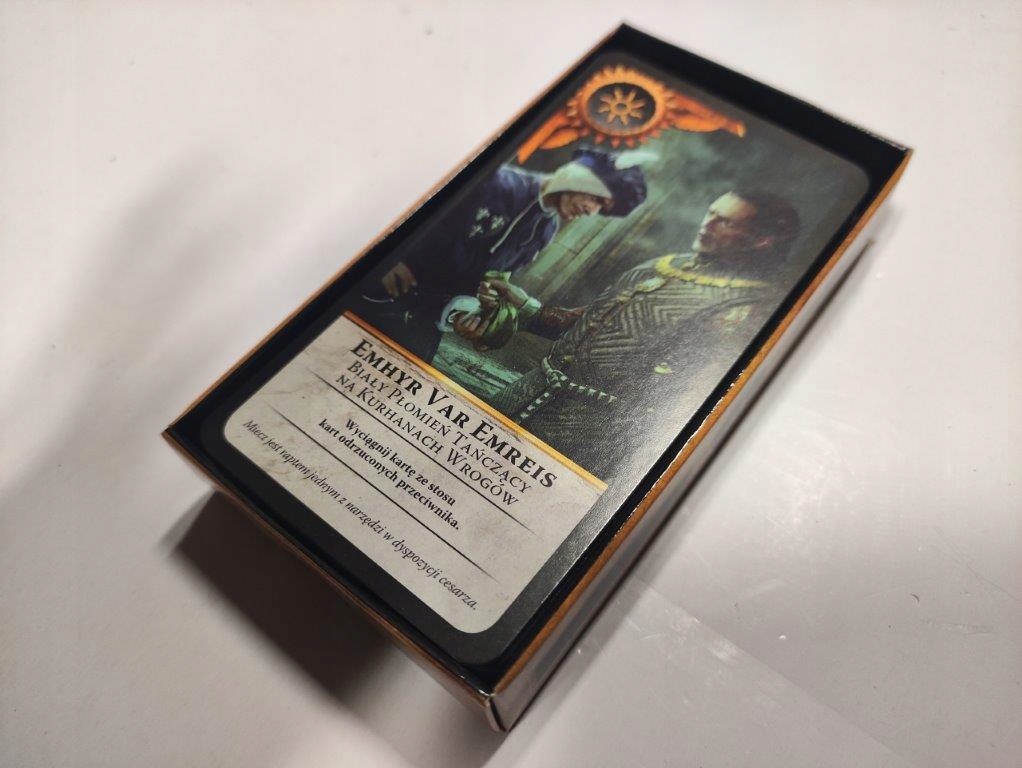 Emhyr Var Emreis
Biały Płomień Tańczący
na Kurhanach Wrogów
Wyciągnij kartę ze stosu
kart odrzuconych przeciwnika.
Miecz jest raptem jednym z narzędzi w dyspozycji cesarza.